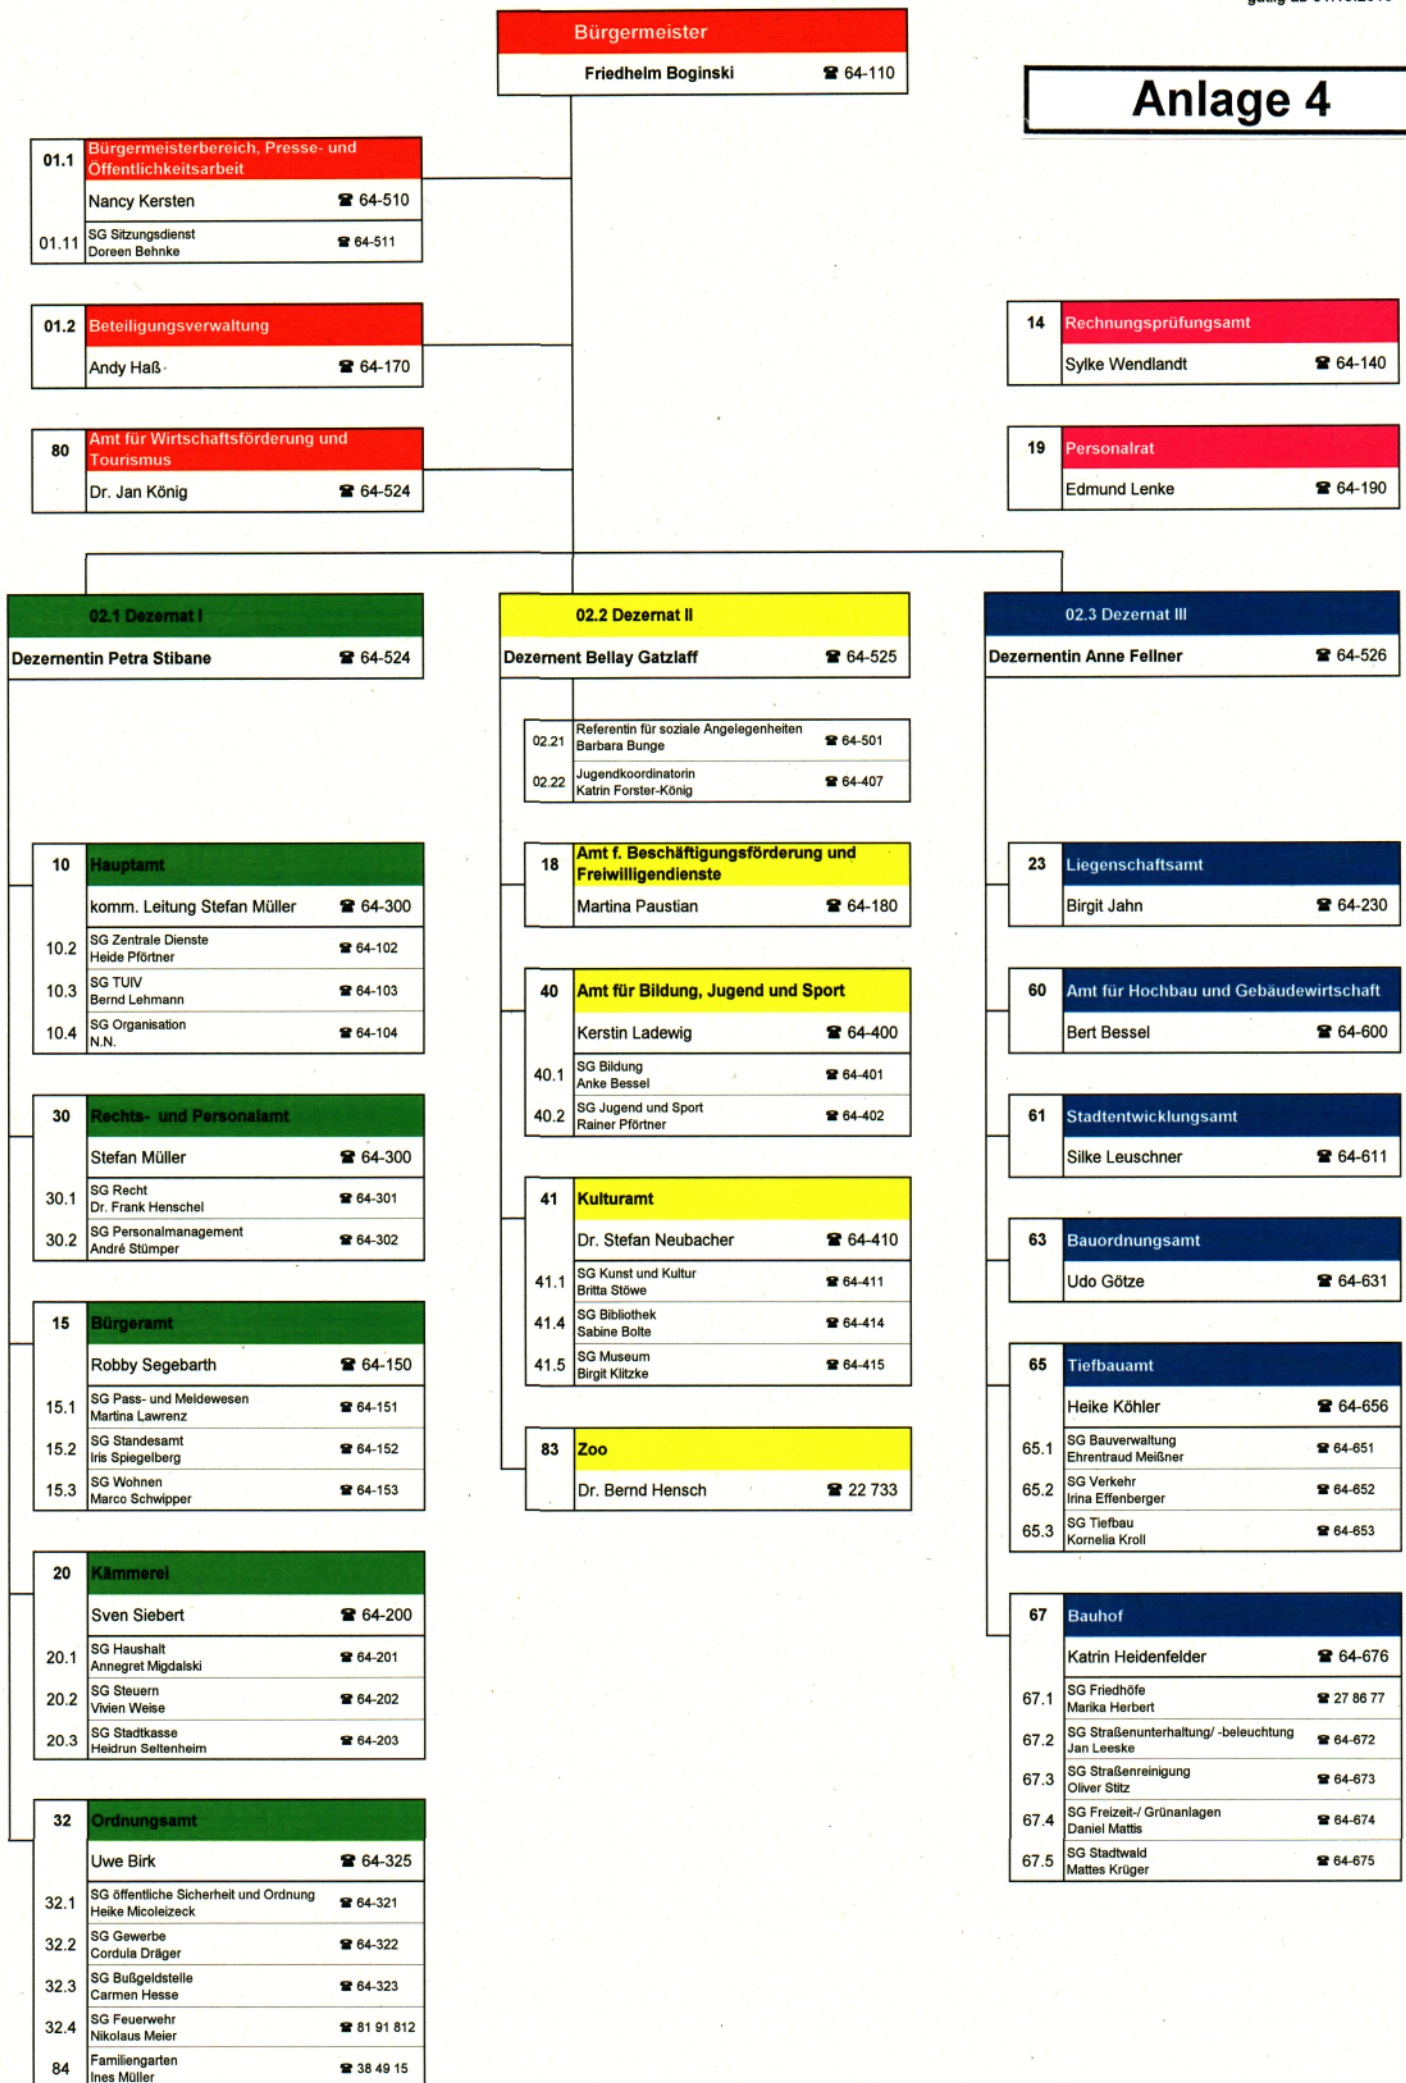 gültig ab
Bürgermeister
Friedhelm Boginski ☎ 64-110
Anlage 4
01.1 Bürgermeisterbereich, Presse- und
Öffentlichkeitsarbeit
Nancy Kersten ☎ 64-510
01.11 SG Sitzungsdienst
Doreen Behnke ☎ 64-511
01.2 Beteiligungsverwaltung
Andy Haß ☎ 64-170
80 Amt für Wirtschaftsförderung und
Tourismus
Dr. Jan König ☎ 64-524
14 Rechnungsprüfungsamt
Sylke Wendlandt ☎ 64-140
19 Personalrat
Edmund Lenke ☎ 64-190
02.1 Dezernat I
Dezernentin Petra Stibane ☎ 64-524
10 Hauptamt
komm. Leitung Stefan Müller ☎ 64-300
10.2 SG Zentrale Dienste
Heide Pförtner ☎ 64-102
10.3 SG TUIV
Bernd Lehmann ☎ 64-103
10.4 SG Organisation
N.N. ☎ 64-104
30 Rechts- und Personalamt
Stefan Müller ☎ 64-300
30.1 SG Recht
Dr. Frank Henschel ☎ 64-301
30.2 SG Personalmanagement
André Stümper ☎ 64-302
15 Bürgeramt
Robby Segebarth ☎ 64-150
15.1 SG Pass- und Meldewesen
Martina Lawrenz ☎ 64-151
15.2 SG Standesamt
Iris Spiegelberg ☎ 64-152
15.3 SG Wohnen
Marco Schwipper ☎ 64-153
20 Kämmerei
Sven Siebert ☎ 64-200
20.1 SG Haushalt
Annegret Migdalski ☎ 64-201
20.2 SG Steuern
Vivien Weise ☎ 64-202
20.3 SG Stadtkasse
Heidrun Seltenheim ☎ 64-203
32 Ordnungsamt
Uwe Birk ☎ 64-325
32.1 SG öffentliche Sicherheit und Ordnung
Heike Micoleizeck ☎ 64-321
32.2 SG Gewerbe
Cordula Dräger ☎ 64-322
32.3 SG Bußgeldstelle
Carmen Hesse ☎ 64-323
32.4 SG Feuerwehr
Nikolaus Meier ☎ 81 91 812
84 Familiengarten
Ines Müller ☎ 38 49 15
02.2 Dezernat II
Dezernent Bellay Gatzlaff ☎ 64-525
02.21 Referentin für soziale Angelegenheiten
Barbara Bunge ☎ 64-501
02.22 Jugendkoordinatorin
Katrin Forster-König ☎ 64-407
18 Amt f. Beschäftigungsförderung und
Freiwilligendienste
Martina Paustian ☎ 64-180
40 Amt für Bildung, Jugend und Sport
Kerstin Ladewig ☎ 64-400
40.1 SG Bildung
Anke Bessel ☎ 64-401
40.2 SG Jugend und Sport
Rainer Pförtner ☎ 64-402
41 Kulturamt
Dr. Stefan Neubacher ☎ 64-410
41.1 SG Kunst und Kultur
Britta Stöwe ☎ 64-411
41.4 SG Bibliothek
Sabine Bolte ☎ 64-414
41.5 SG Museum
Birgit Klitzke ☎ 64-415
83 Zoo
Dr. Bernd Hensch ☎ 22 733
02.3 Dezernat III
Dezernentin Anne Fellner ☎ 64-526
23 Liegenschaftsamt
Birgit Jahn ☎ 64-230
60 Amt für Hochbau und Gebäudewirtschaft
Bert Bessel ☎ 64-600
61 Stadtentwicklungsamt
Silke Leuschner ☎ 64-611
63 Bauordnungsamt
Udo Götze ☎ 64-631
65 Tiefbauamt
Heike Köhler ☎ 64-656
65.1 SG Bauverwaltung
Ehrentraud Meißner ☎ 64-651
65.2 SG Verkehr
Irina Effenberger ☎ 64-652
65.3 SG Tiefbau
Kornelia Kroll ☎ 64-653
67 Bauhof
Katrin Heidenfelder ☎ 64-676
67.1 SG Friedhöfe
Marika Herbert ☎ 27 86 77
67.2 SG Straßenunterhaltung/ -beleuchtung
Jan Leeske ☎ 64-672
67.3 SG Straßenreinigung
Oliver Stitz ☎ 64-673
67.4 SG Freizeit-/ Grünanlagen
Daniel Mattis ☎ 64-674
67.5 SG Stadtwald
Mattes Krüger ☎ 64-675